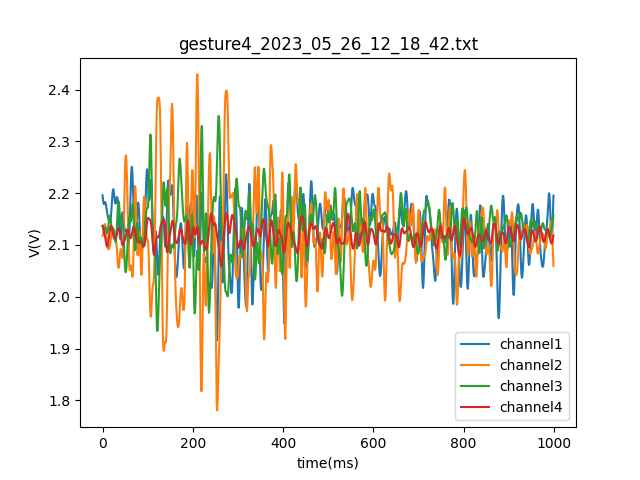 gesture4_2023_05_26_12_18_42.txt
V(V)
2.4
2.3
2.2
2.1
2.0
1.9
1.8
channel1
channel2
channel3
channel4
0 200 400 600 800 1000
time(ms)